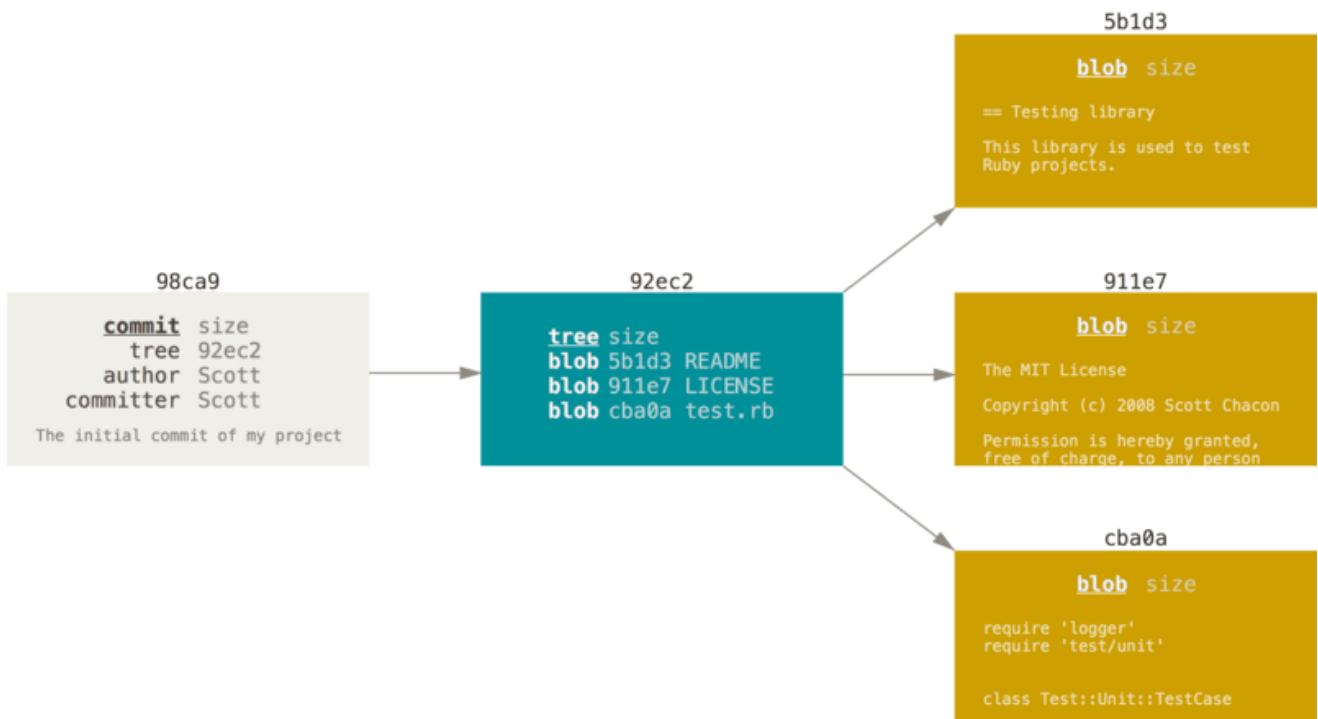 98ca9
commit size
tree 92ec2
author Scott
committer Scott
The initial commit of my project
92ec2
tree size
blob 5b1d3 README
blob 911e7 LICENSE
blob cba0a test.rb
5b1d3
blob size
== Testing library
This library is used to test
Ruby projects.
911e7
blob size
The MIT License
Copyright (c) 2008 Scott Chacon
Permission is hereby granted,
free of charge, to any person
cba0a
blob size
require 'logger'
require 'test/unit'
class Test::Unit::TestCase